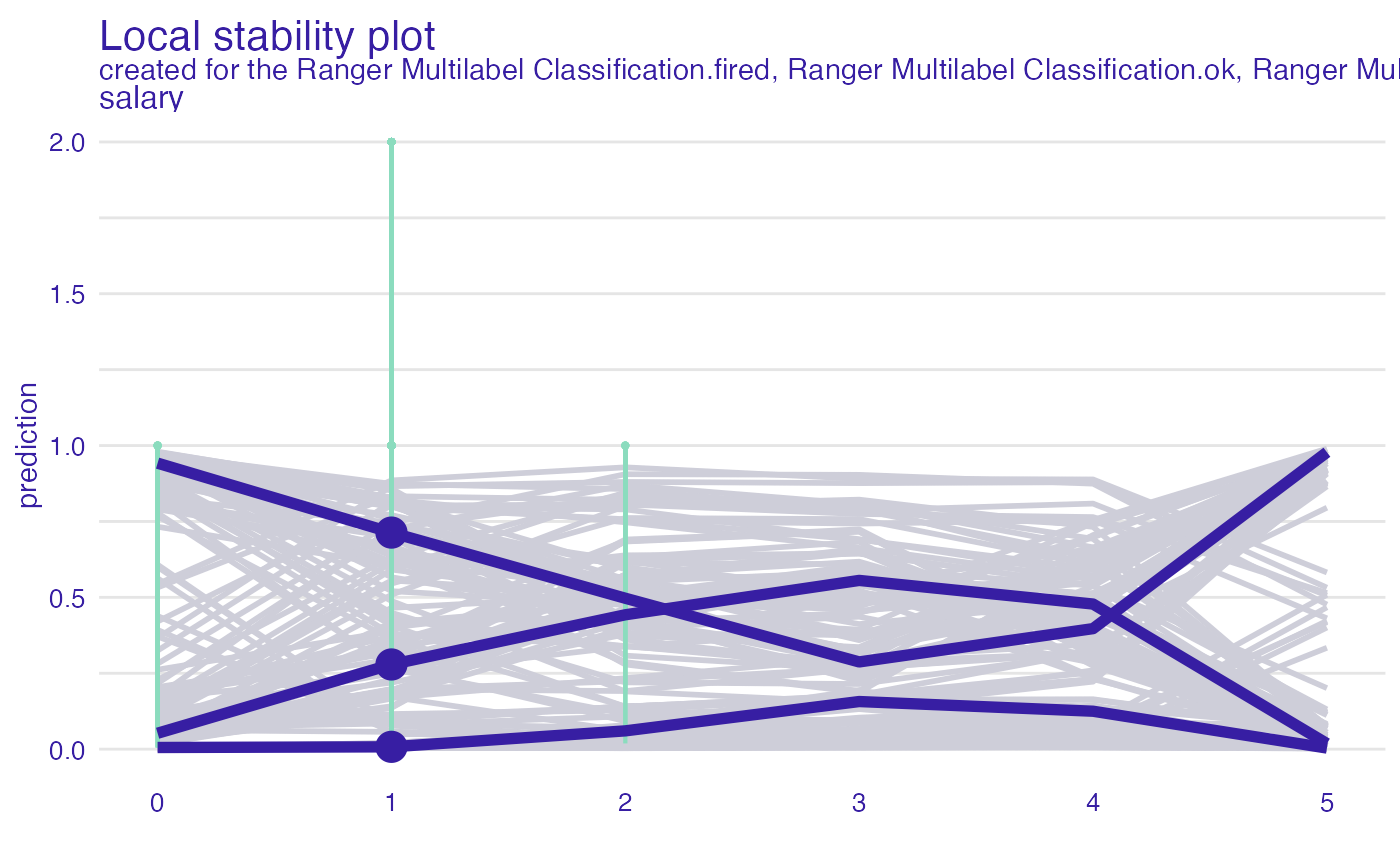 Local stability plot
created for the Ranger Multilabel Classification.fired, Ranger Multilabel Classification.ok, Ranger Mul
salary
2.0
1.5
1.0
0.5
0.0
prediction
0 1 2 3 4 5